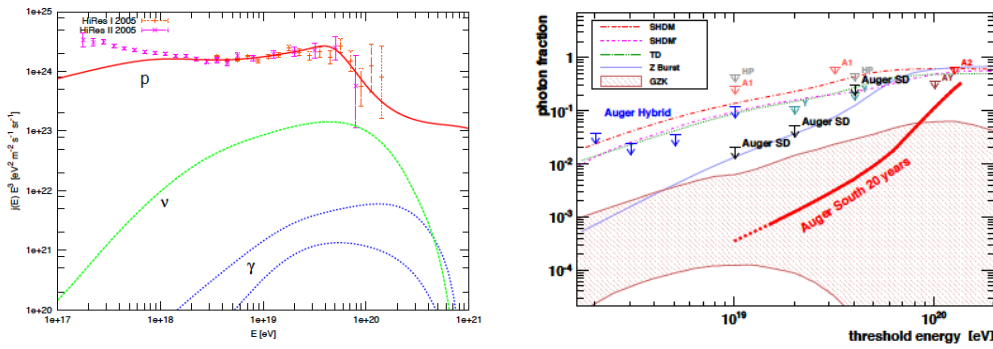 HiRes I 2005
HiRes II 2005
1e+25
1e+24
1e+23
1e+22
1e+21
1e+20
j(E) E³ [eV² m⁻² s⁻¹ sr⁻¹]
p
ν
γ
1e+17
1e+18
1e+19
1e+20
1e+21
E [eV]
photon fraction
1
10⁻¹
10⁻²
10⁻³
10⁻⁴
SHDM
SHDM'
TD
Z Burst
GZK
HP
A1
A1
HP
A2
AY
Y
Y
Auger SD
Auger Hybrid
Auger SD
Auger SD
Auger South 20 years
10¹⁹
10²⁰
threshold energy [eV]